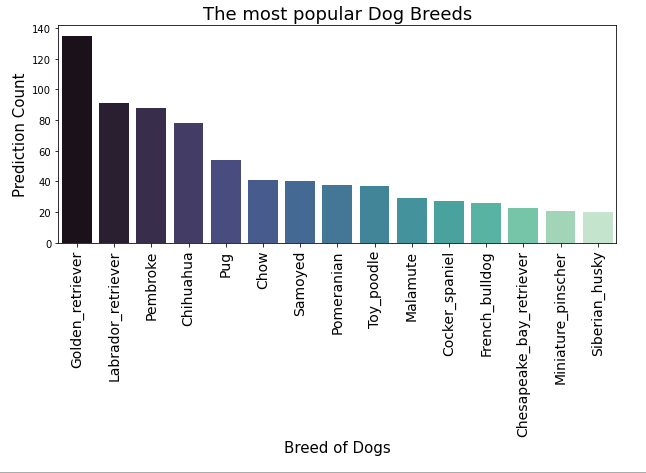 The most popular Dog Breeds
Prediction Count
140
120
100
80
60
40
20
0
Golden_retriever
Labrador_retriever
Pembroke
Chihuahua
Pug
Chow
Samoyed
Pomeranian
Toy_poodle
Malamute
Cocker_spaniel
French_bulldog
Chesapeake_bay_retriever
Miniature_pinscher
Siberian_husky
Breed of Dogs